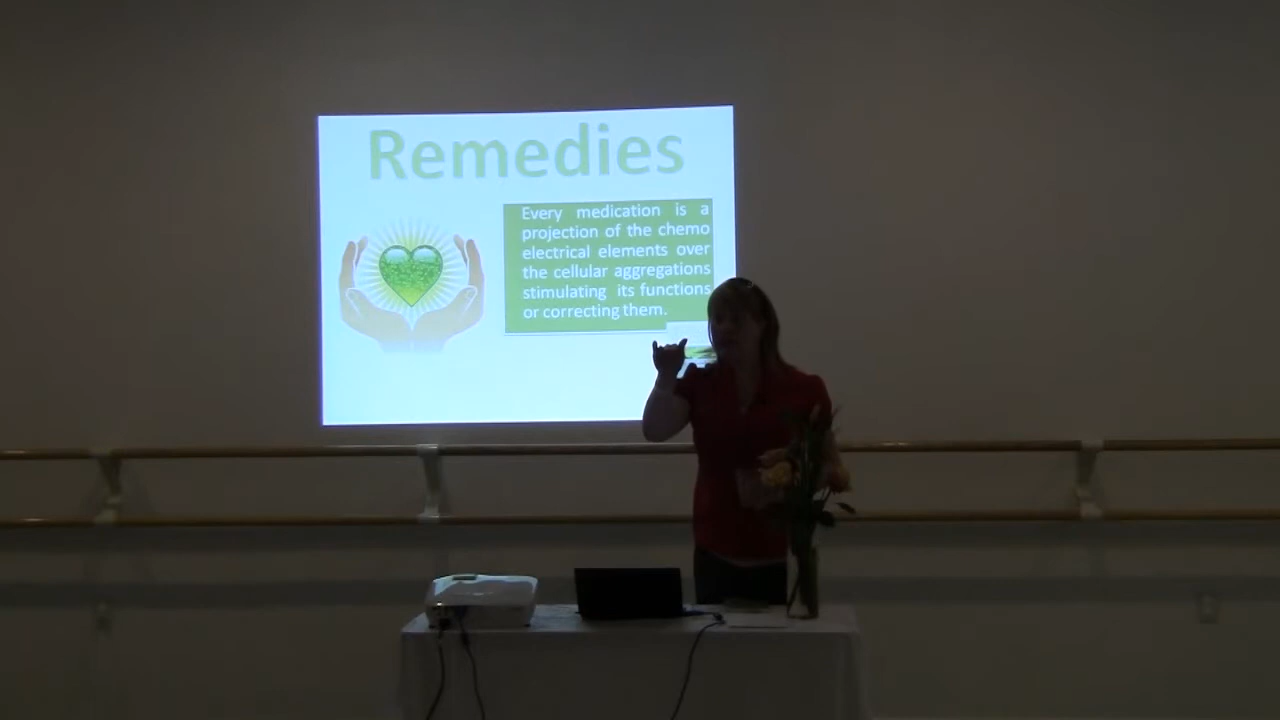 Remedies
Every medication is a
projection of the chemo
electrical elements over
the cellular aggregations
stimulating its functions
or correcting them.